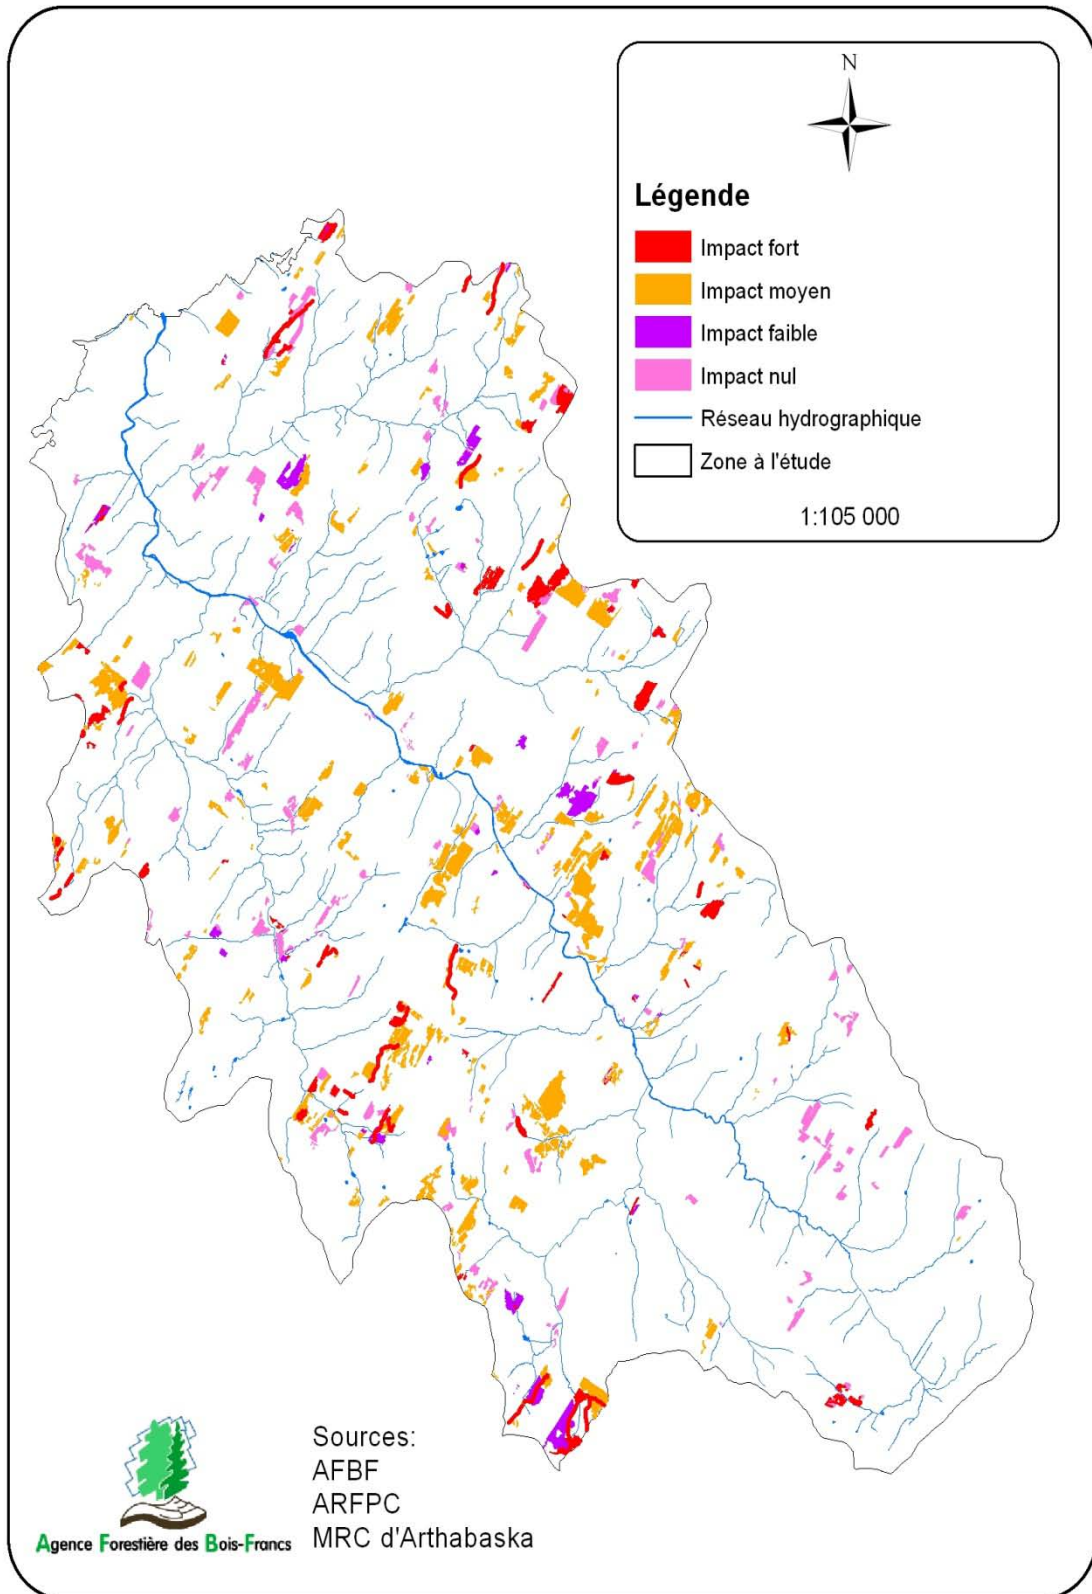 N
Légende
Impact fort
Impact moyen
Impact faible
Impact nul
Réseau hydrographique
Zone à l'étude
1:105 000
Sources:
AFBF
ARFPC
MRC d'Arthabaska
Agence Forestière des Bois-Francs